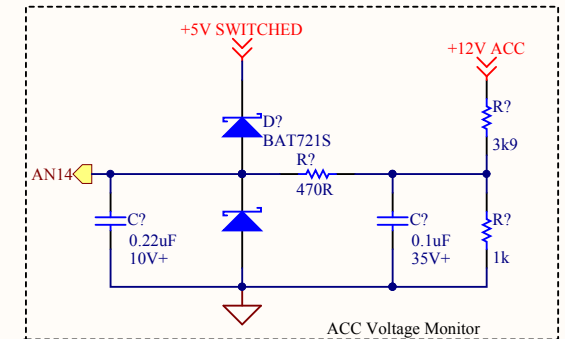 +5V SWITCHED
+12V ACC
D?
BAT721S
R?
3k9
R?
470R
AN14
C?
0.22uF
10V+
C?
0.1uF
35V+
R?
1k
ACC Voltage Monitor